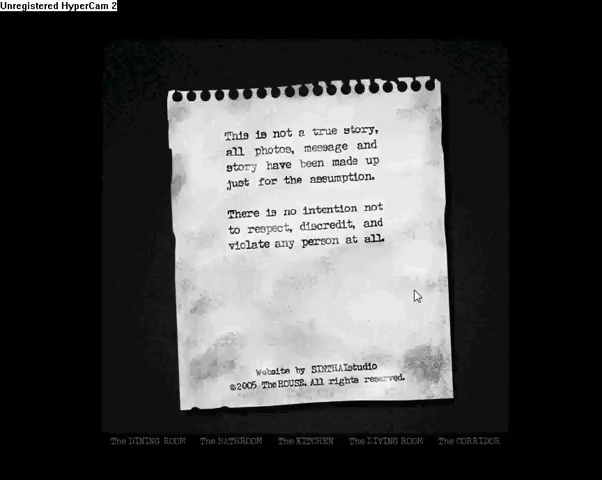 Unregistered HyperCam 2
This is not a true story,
all photos, message and
story have been made up
just for the assumption.
There is no intention not
to respect, discredit, and
violate any person at all.
Website by SINTHAIstudio
©2005 TheHOUSE. All rights reserved.
The DINING ROOM The BATHROOM The KITCHEN The LIVING ROOM The CORRIDOR